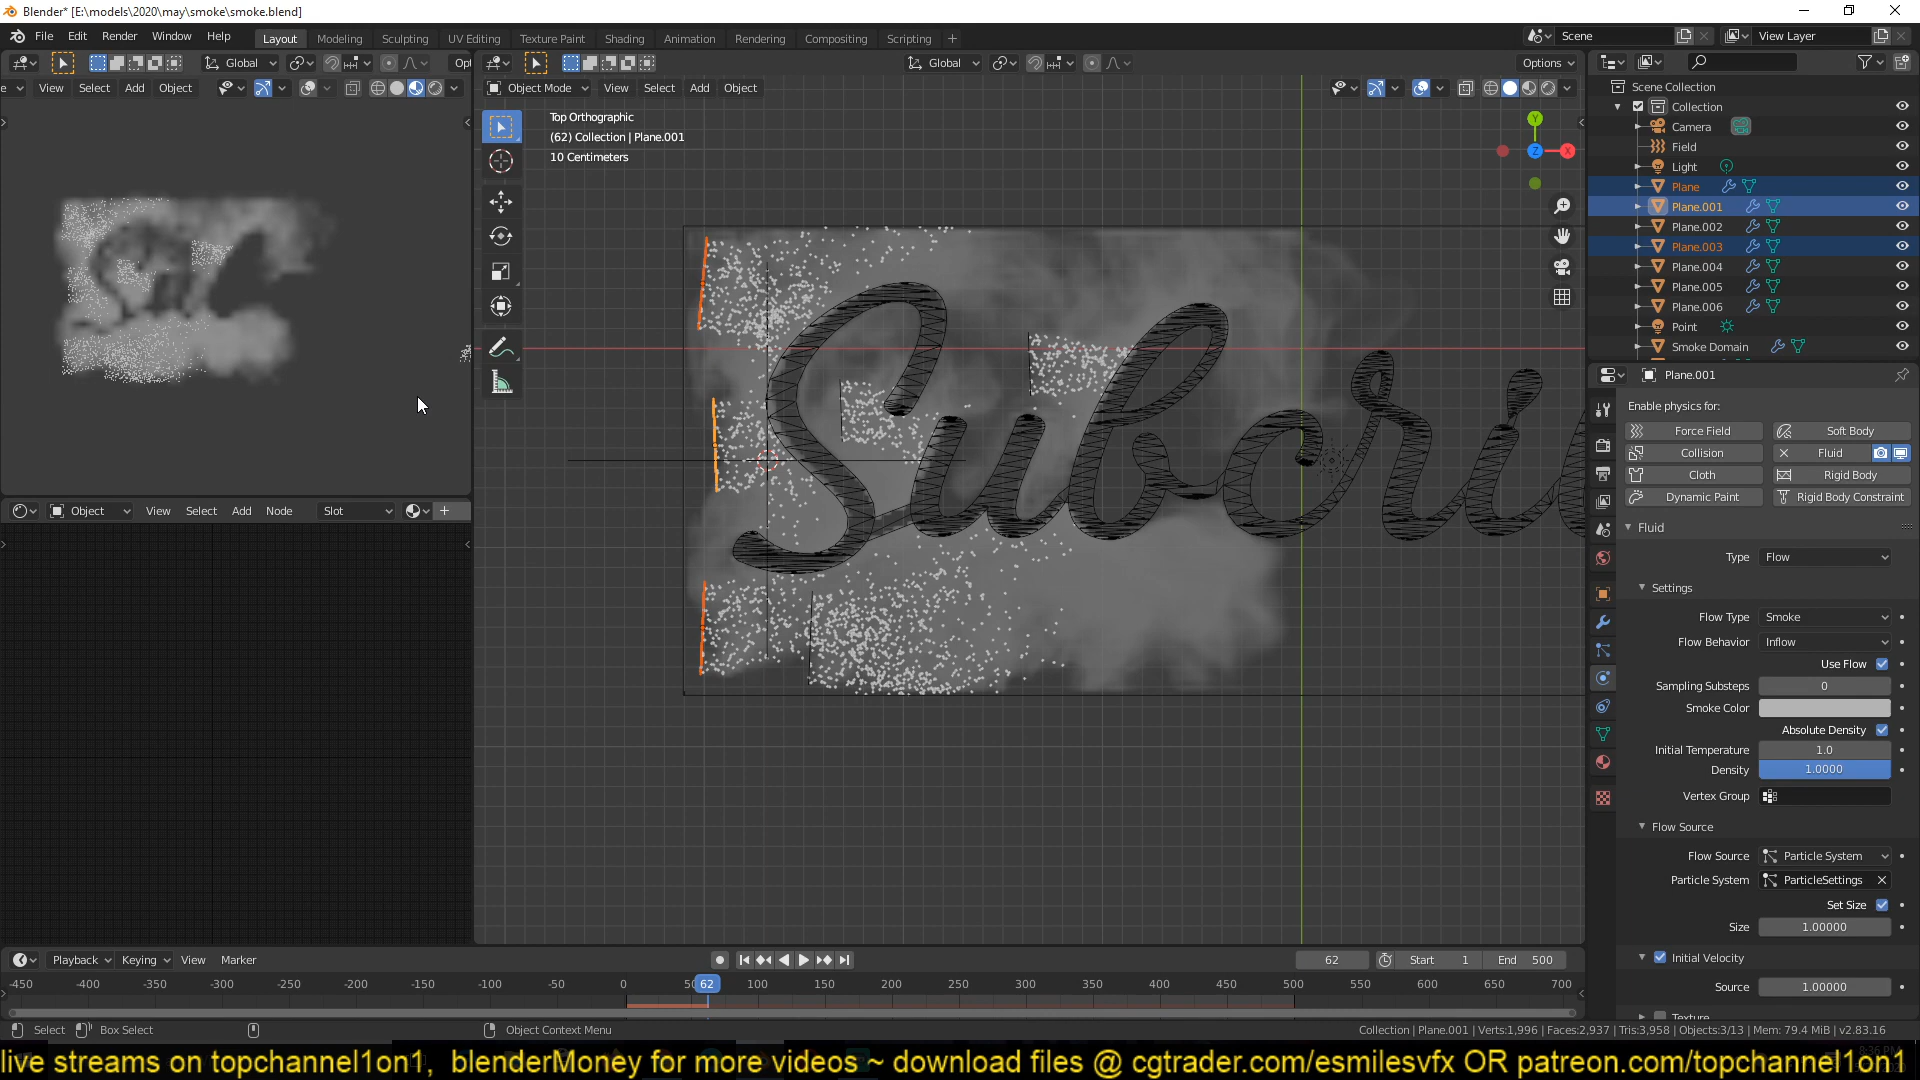 Blender* [E:\models\2020\may\smoke\smoke.blend]
File Edit Render Window Help
Layout Modeling Sculpting UV Editing Texture Paint Shading Animation Rendering Compositing Scripting +
Scene
View Layer
Global
Opt
Global
Options
e View Select Add Object
Object Mode View Select Add Object
Top Orthographic
(62) Collection | Plane.001
10 Centimeters
Y
Z
X
Scene Collection
Collection
Camera
Field
Light
Plane
Plane.001
Plane.002
Plane.003
Plane.004
Plane.005
Plane.006
Point
Smoke Domain
Subcri
Plane.001
Enable physics for:
Force Field Soft Body
Collision Fluid
Cloth Rigid Body
Dynamic Paint Rigid Body Constraint
Fluid
Type Flow
Settings
Flow Type Smoke
Flow Behavior Inflow
Use Flow
Sampling Substeps 0
Smoke Color
Absolute Density
Initial Temperature 1.0
Density 1.0000
Vertex Group
Flow Source
Flow Source Particle System
Particle System ParticleSettings
Set Size
Size 1.00000
Initial Velocity
Source 1.00000
Texture
Object View Select Add Node Slot
Playback Keying View Marker
62 Start 1 End 500
-450 -400 -350 -300 -250 -200 -150 -100 -50 0 50 62 100 150 200 250 300 350 400 450 500 550 600 650 700
Select Box Select Object Context Menu
Collection | Plane.001 | Verts:1,996 | Faces:2,937 | Tris:3,958 | Objects:3/13 | Mem: 79.4 MiB | v2.83.16
live streams on topchannel1on1, blenderMoney for more videos ~ download files @ cgtrader.com/esmilesvfx OR patreon.com/topchannel1on1